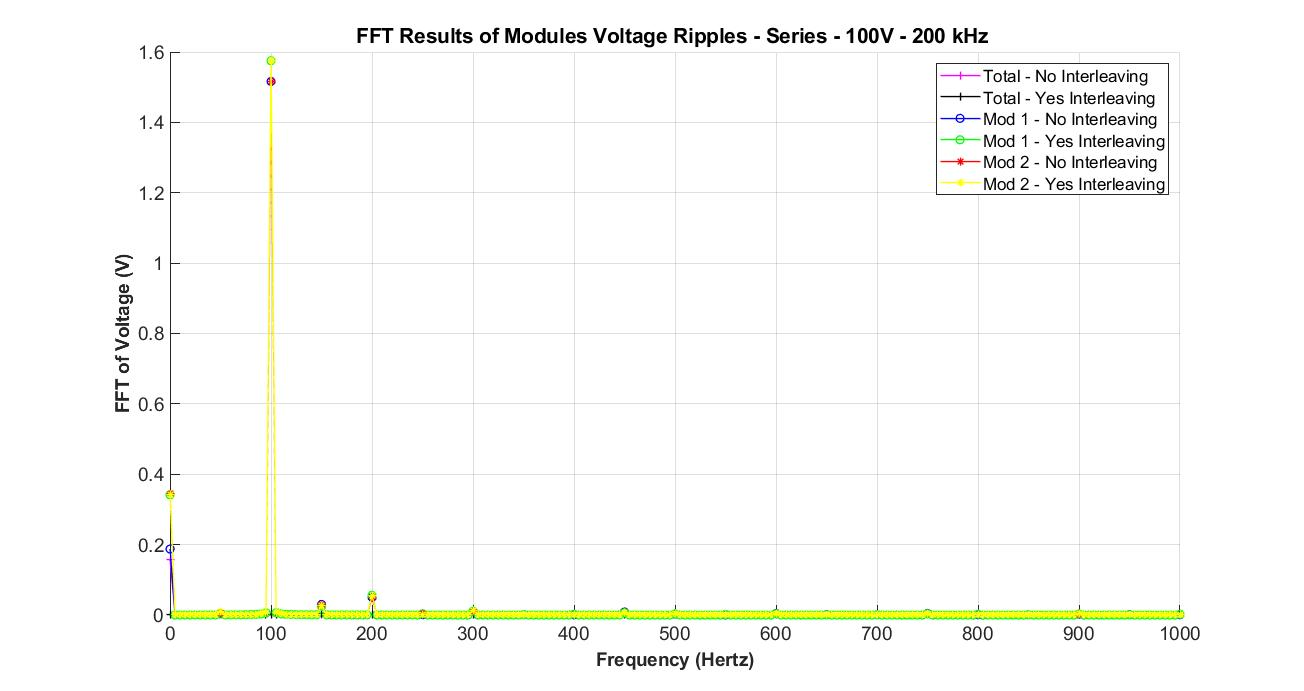 FFT Results of Modules Voltage Ripples - Series - 100V - 200 kHz
Total - No Interleaving
Total - Yes Interleaving
Mod 1 - No Interleaving
Mod 1 - Yes Interleaving
Mod 2 - No Interleaving
Mod 2 - Yes Interleaving
FFT of Voltage (V)
1.6
1.4
1.2
1
0.8
0.6
0.4
0.2
0
0 100 200 300 400 500 600 700 800 900 1000
Frequency (Hertz)